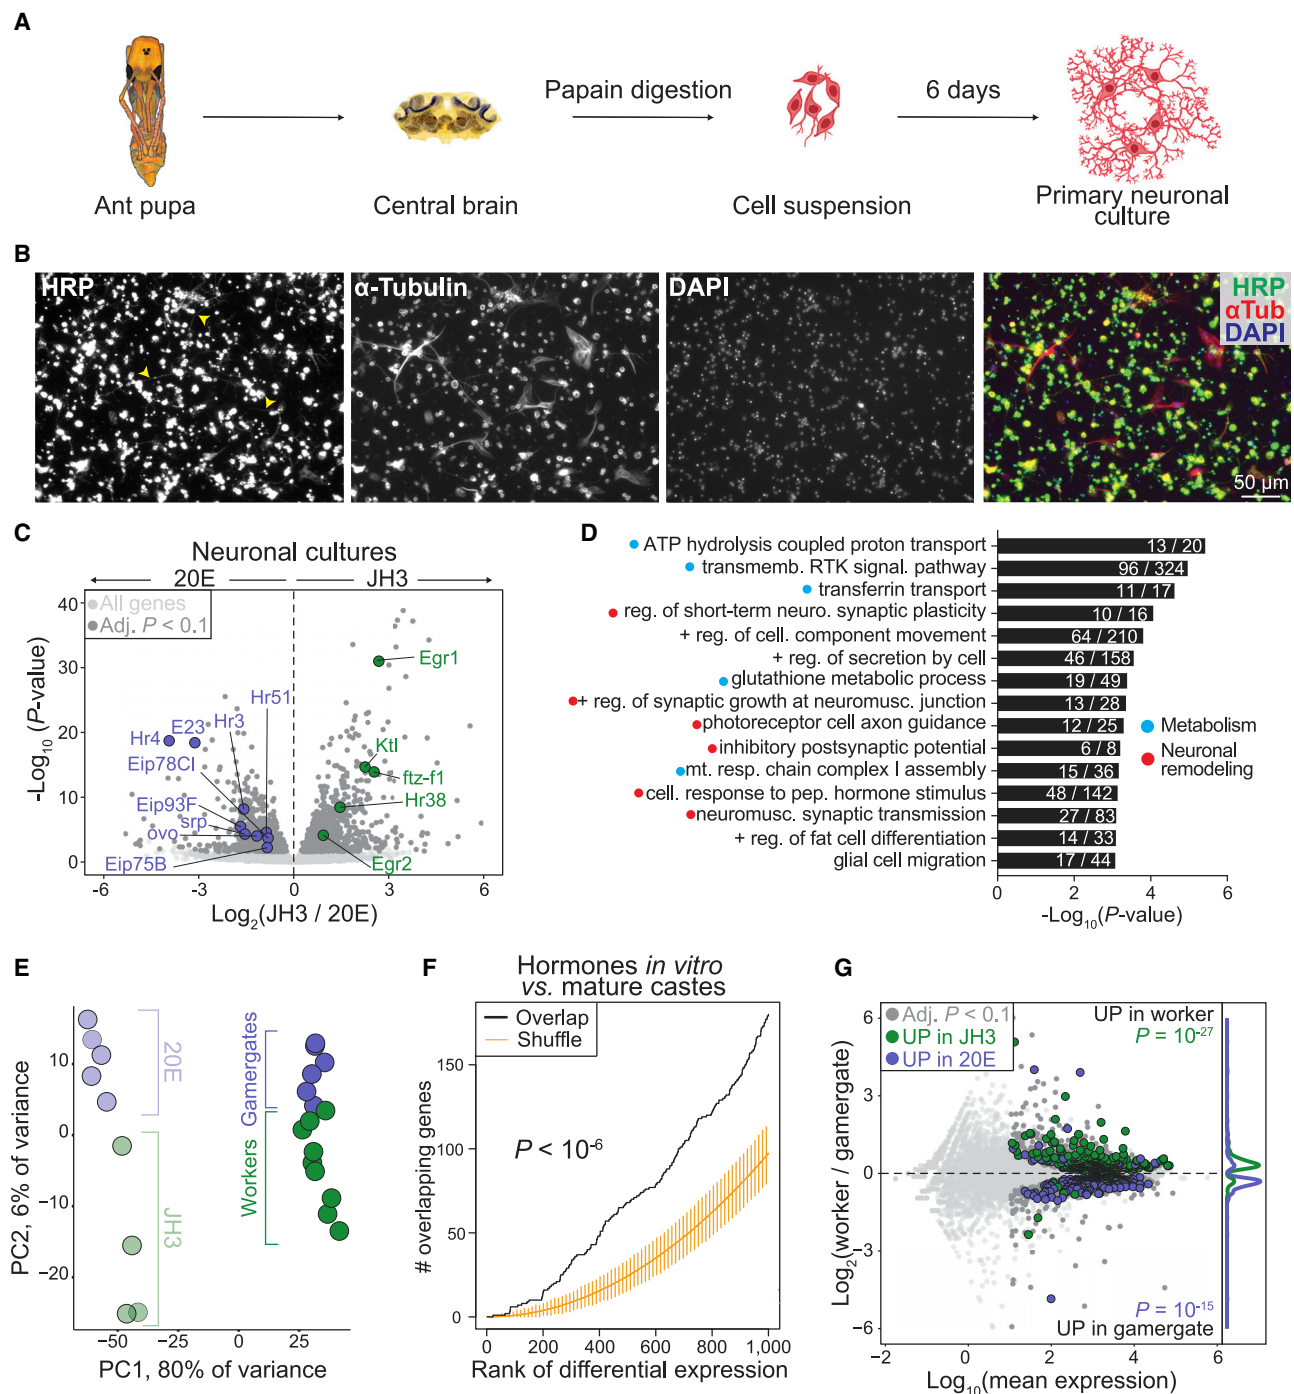 A
Papain digestion
6 days
Ant pupa
Central brain
Cell suspension
Primary neuronal
culture
B
HRP
α-Tubulin
DAPI
HRP
αTub
DAPI
50 µm
C
Neuronal cultures
20E
JH3
All genes
Adj. P < 0.1
40
30
20
10
0
-Log10 (P-value)
Egr1
Hr51
Hr3
E23
Hr4
Ktl
Eip78CI
ftz-f1
Hr38
Eip93F
srp
ovo
Eip75B
Egr2
-6
-3
0
3
6
Log2(JH3 / 20E)
D
ATP hydrolysis coupled proton transport 13 / 20
transmemb. RTK signal. pathway 96 / 324
transferrin transport 11 / 17
reg. of short-term neuro. synaptic plasticity 10 / 16
+ reg. of cell. component movement 64 / 210
+ reg. of secretion by cell 46 / 158
glutathione metabolic process 19 / 49
+ reg. of synaptic growth at neuromusc. junction 13 / 28
photoreceptor cell axon guidance 12 / 25
inhibitory postsynaptic potential 6 / 8
mt. resp. chain complex I assembly 15 / 36
cell. response to pep. hormone stimulus 48 / 142
neuromusc. synaptic transmission 27 / 83
+ reg. of fat cell differentiation 14 / 33
glial cell migration 17 / 44
Metabolism
Neuronal
remodeling
0
2
4
6
-Log10(P-value)
E
20E
JH3
Gamergates
Workers
10
0
−10
−20
PC2, 6% of variance
−50
−25
0
25
PC1, 80% of variance
F
Hormones in vitro
vs. mature castes
Overlap
Shuffle
P < 10-6
150
100
50
0
# overlapping genes
0
200
400
600
800
1,000
Rank of differential expression
G
Adj. P < 0.1
UP in JH3
UP in 20E
UP in worker
P = 10-27
P = 10-15
UP in gamergate
6
3
0
−3
−6
Log2(worker / gamergate)
−2
0
2
4
6
Log10(mean expression)